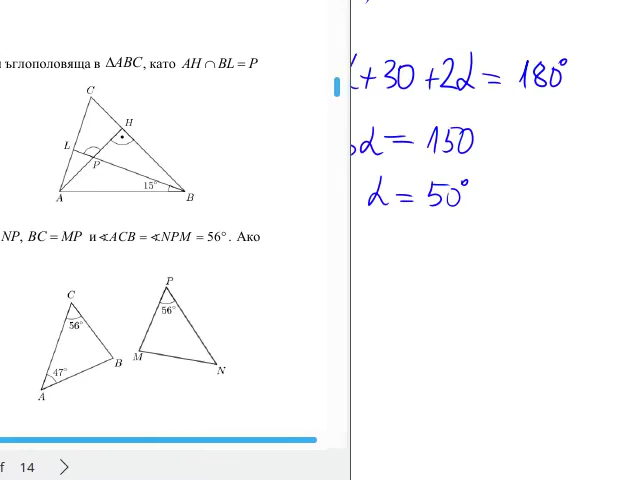 ъглополовяща в ΔABC, като AH ∩ BL = P
C
H
L
P
15°
A
B
NP, BC = MP и ∢ACB = ∢NPM = 56°. Ако
C
56°
47°
A
B
P
56°
M
N
14
+30 +2α = 180°
α = 150
α = 50°